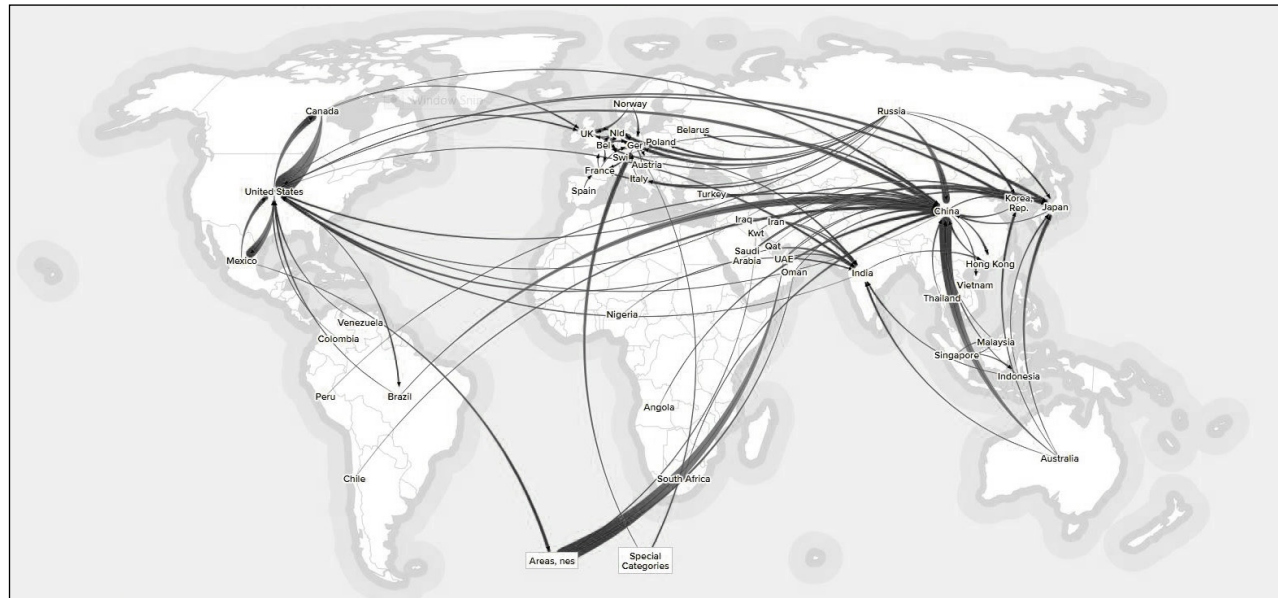 Window Snip
Canada
Norway
Russia
UK
Nld
Belarus
Poland
Bel
Ger
Swi
Austria
France
Italy
Spain
Turkey
United States
Korea,
Rep.
Japan
China
Iraq
Iran
Kwt
Qat
Saudi
Arabia
UAE
Oman
India
Hong Kong
Vietnam
Thailand
Mexico
Nigeria
Venezuela
Colombia
Malaysia
Singapore
Indonesia
Peru
Brazil
Angola
Australia
Chile
South Africa
Areas, nes
Special
Categories